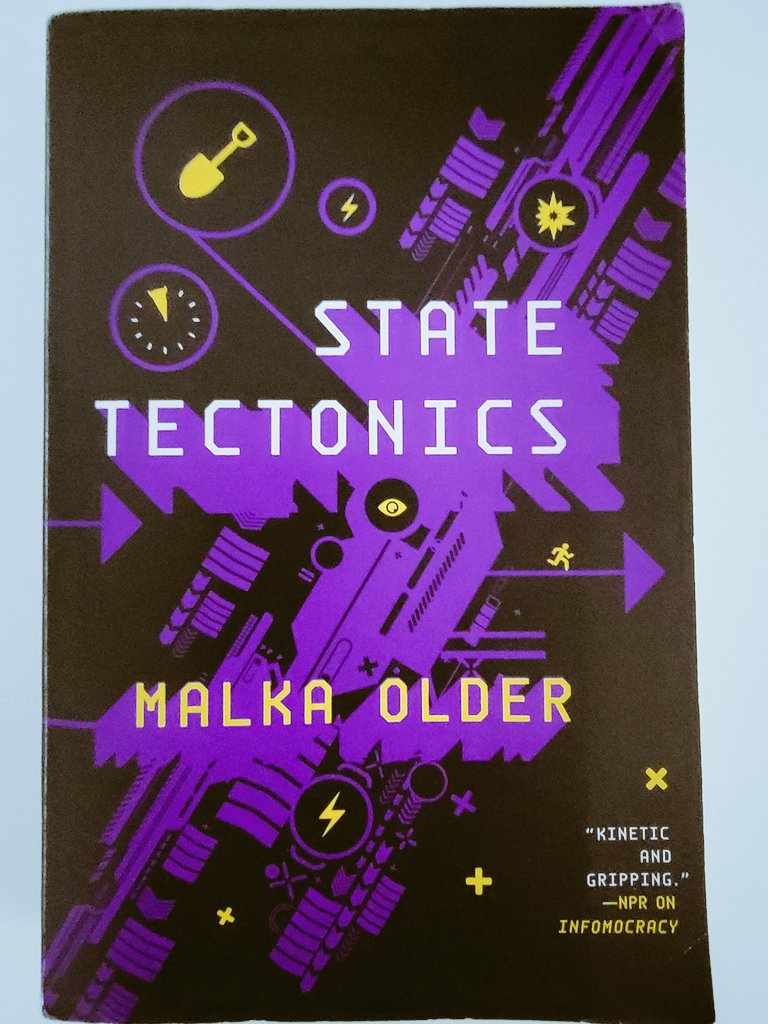 STATE
TECTONICS
MALKA OLDER
“KINETIC
AND
GRIPPING.”
—NPR ON
INFOMOCRACY